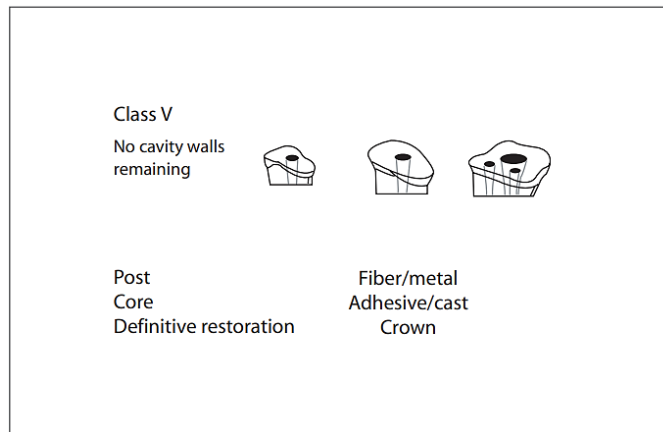 Class V
No cavity walls
remaining
Post Fiber/metal
Core Adhesive/cast
Definitive restoration Crown